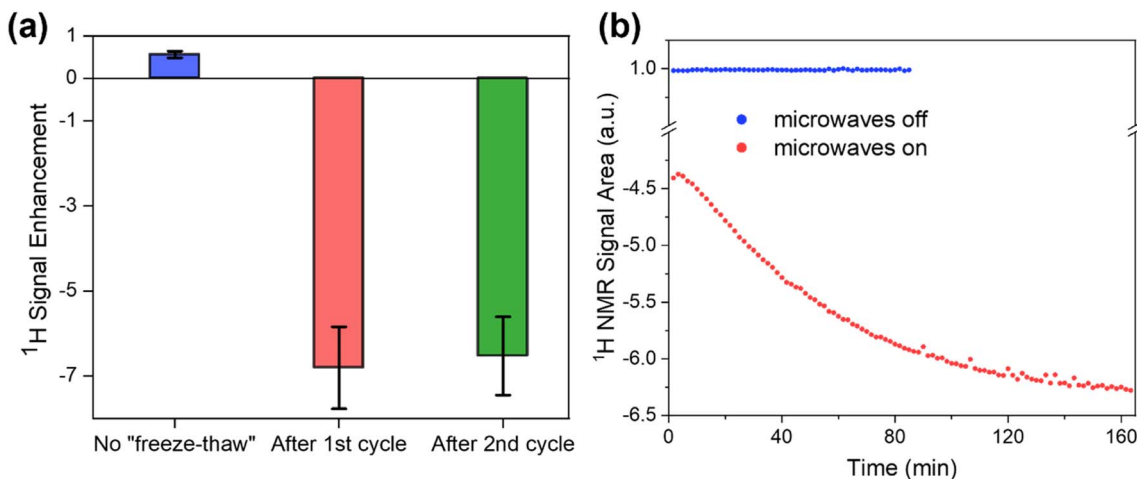 (a)
1
0
-1
-3
-5
-7
¹H Signal Enhancement
No "freeze-thaw"
After 1st cycle
After 2nd cycle
(b)
1.0
microwaves off
microwaves on
-4.5
-5.0
-5.5
-6.0
-6.5
¹H NMR Signal Area (a.u.)
0
40
80
120
160
Time (min)